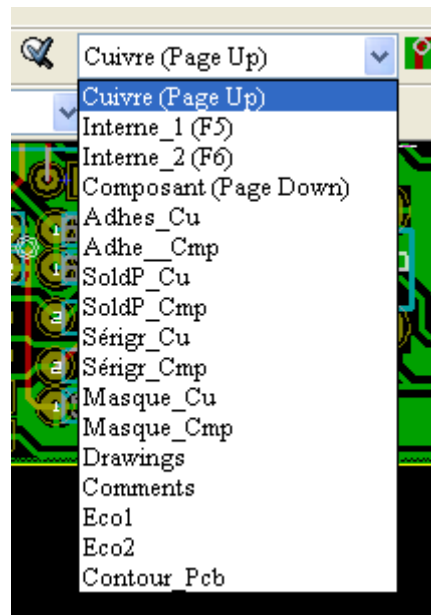 Cuivre (Page Up)
Cuivre (Page Up)
Interne_1 (F5)
Interne_2 (F6)
Composant (Page Down)
Adhes_Cu
Adhe__Cmp
SoldP_Cu
SoldP_Cmp
Sérigr_Cu
Sérigr_Cmp
Masque_Cu
Masque_Cmp
Drawings
Comments
Eco1
Eco2
Contour_Pcb